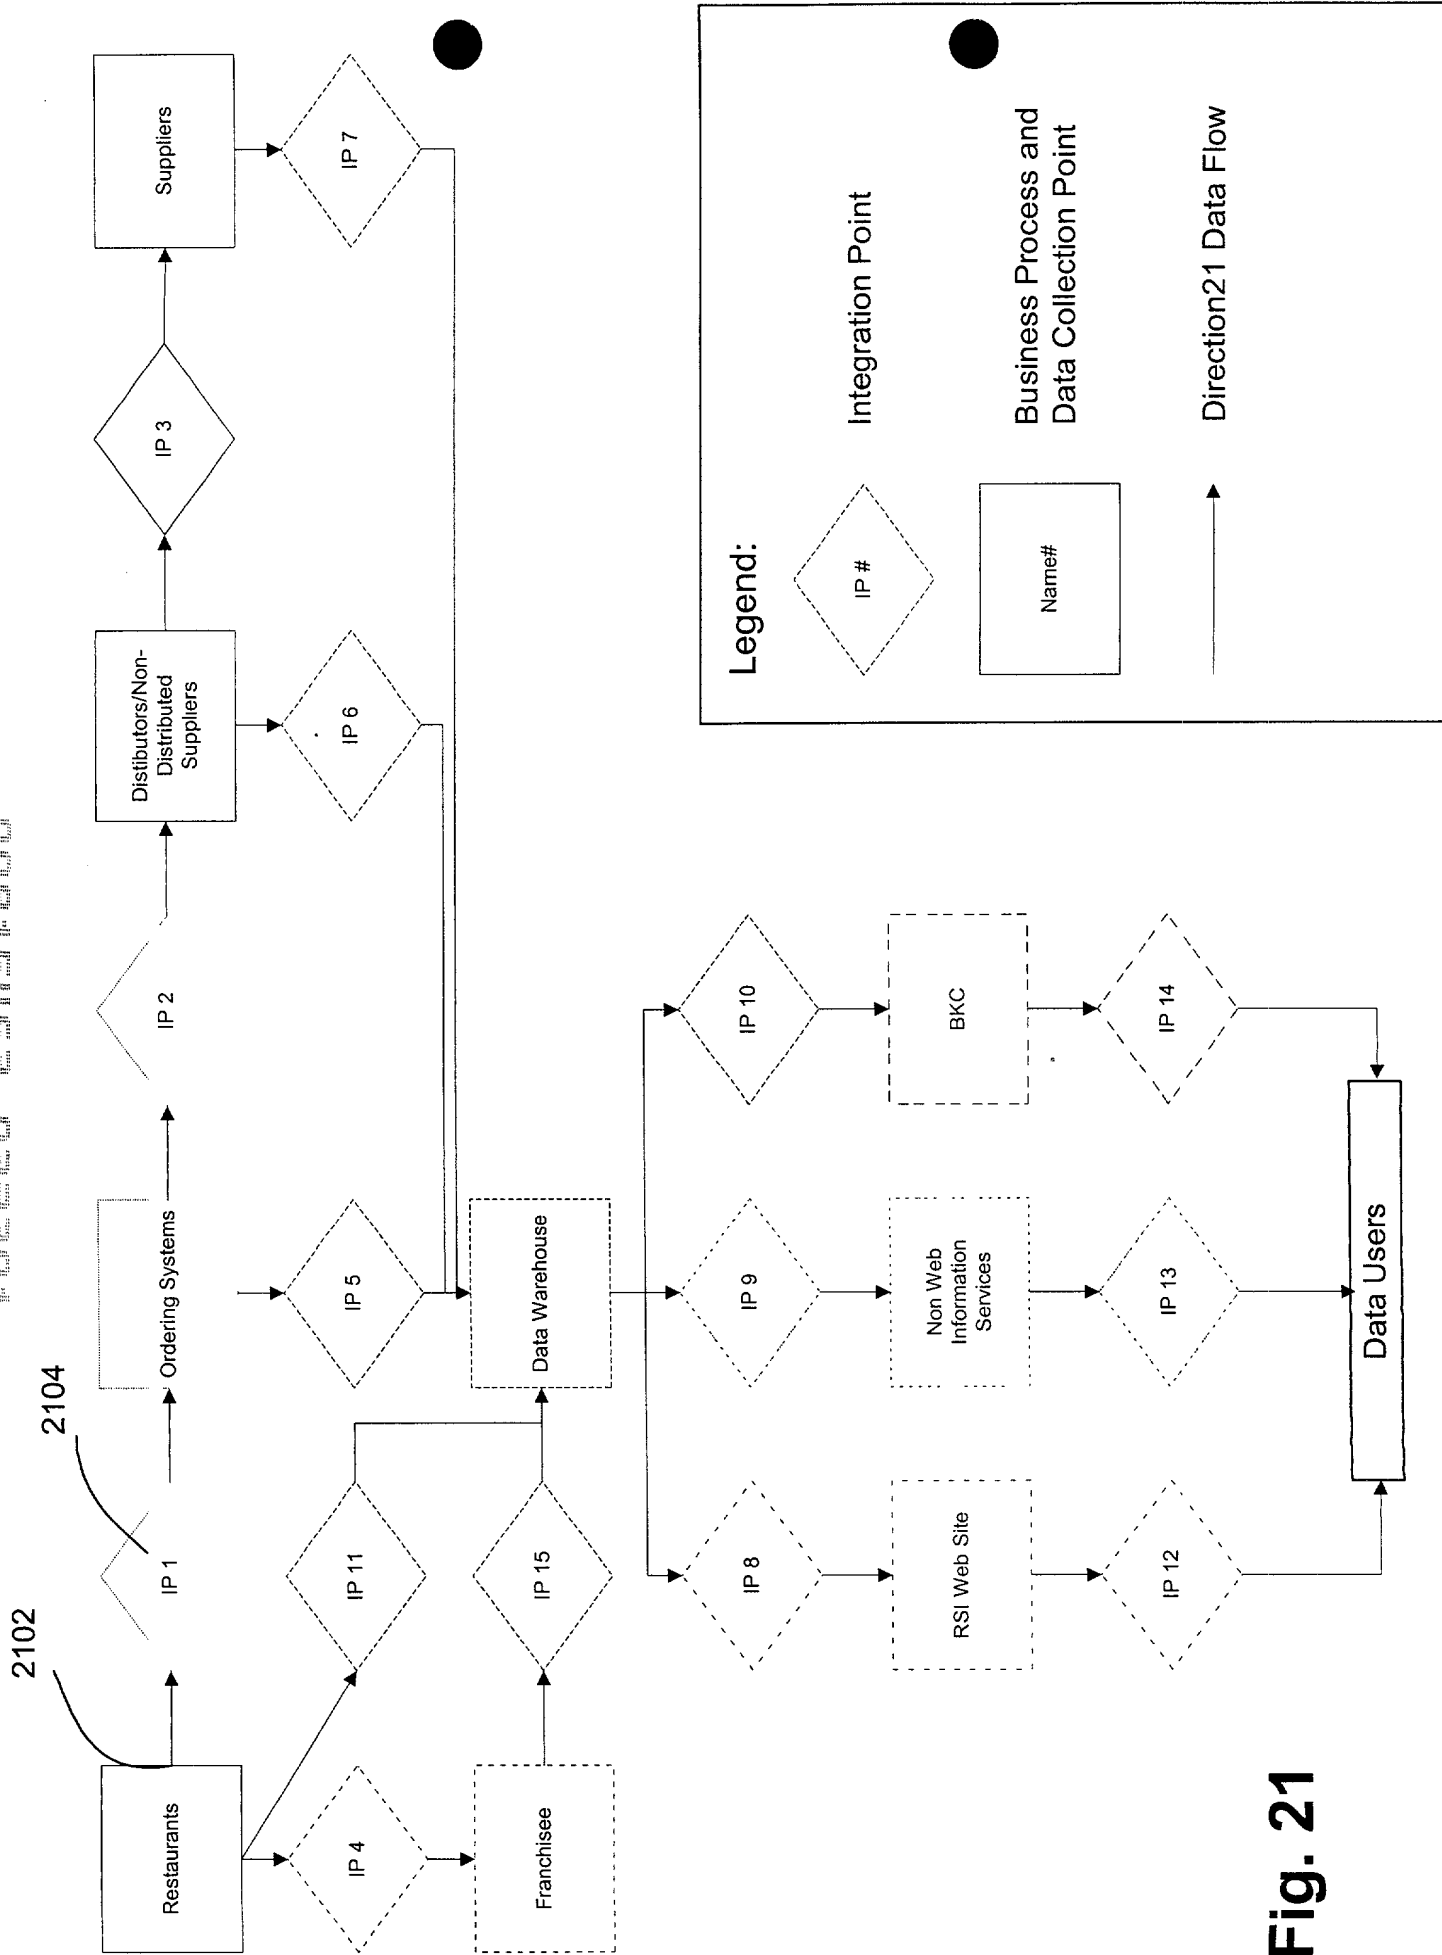 2102
2104
Restaurants
IP 1
Ordering Systems
IP 2
Distibutors/Non-
Distributed
Suppliers
IP 3
Suppliers
IP 4
IP 11
IP 5
IP 6
IP 7
Franchisee
IP 15
Data Warehouse
IP 8
IP 9
IP 10
RSI Web Site
Non Web
Information
Services
BKC
IP 12
IP 13
IP 14
Data Users
Legend:
IP #
Integration Point
Name#
Business Process and
Data Collection Point
Direction21 Data Flow
Fig. 21